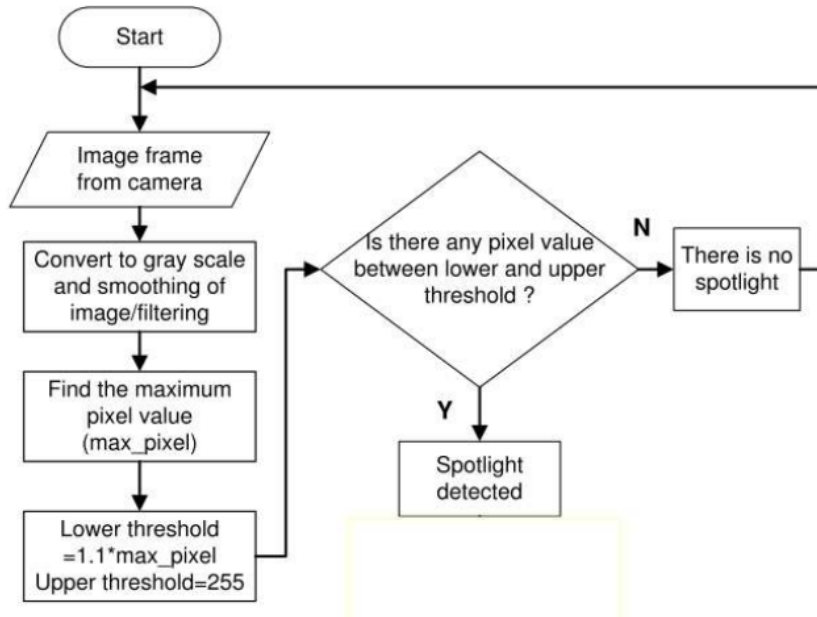 Start
Image frame
from camera
Convert to gray scale
and smoothing of
image/filtering
Find the maximum
pixel value
(max_pixel)
Lower threshold
=1.1*max_pixel
Upper threshold=255
Is there any pixel value
between lower and upper
threshold ?
N
There is no
spotlight
Y
Spotlight
detected